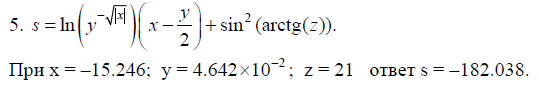 5. s = ln(y^{-√|x|})(x − y/2) + sin²(arctg(z)).
При x = –15.246; y = 4.642×10⁻²; z = 21 ответ s = –182.038.